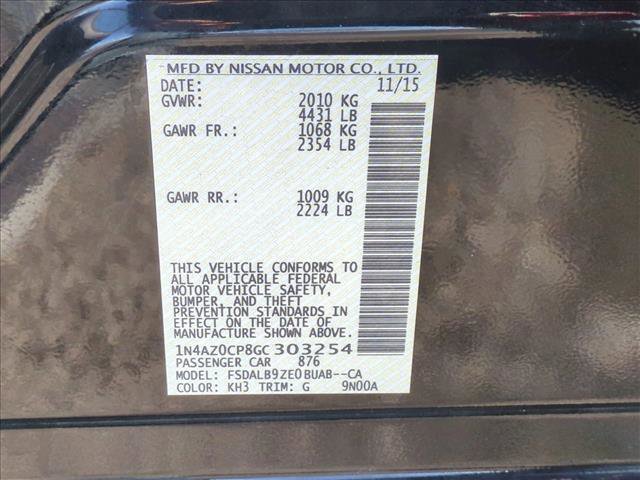 MFD BY NISSAN MOTOR CO., LTD.
DATE: 11/15
GVWR: 2010 KG
4431 LB
GAWR FR.: 1068 KG
2354 LB
GAWR RR.: 1009 KG
2224 LB
THIS VEHICLE CONFORMS TO
ALL APPLICABLE FEDERAL
MOTOR VEHICLE SAFETY,
BUMPER, AND THEFT
PREVENTION STANDARDS
IN EFFECT ON THE DATE OF
MANUFACTURE SHOWN ABOVE.
1N4AZ0CP8GC 303254
PASSENGER CAR 876
MODEL: FSDALB9ZE0BUAB--CA
COLOR: KH3 TRIM: G 9N00A